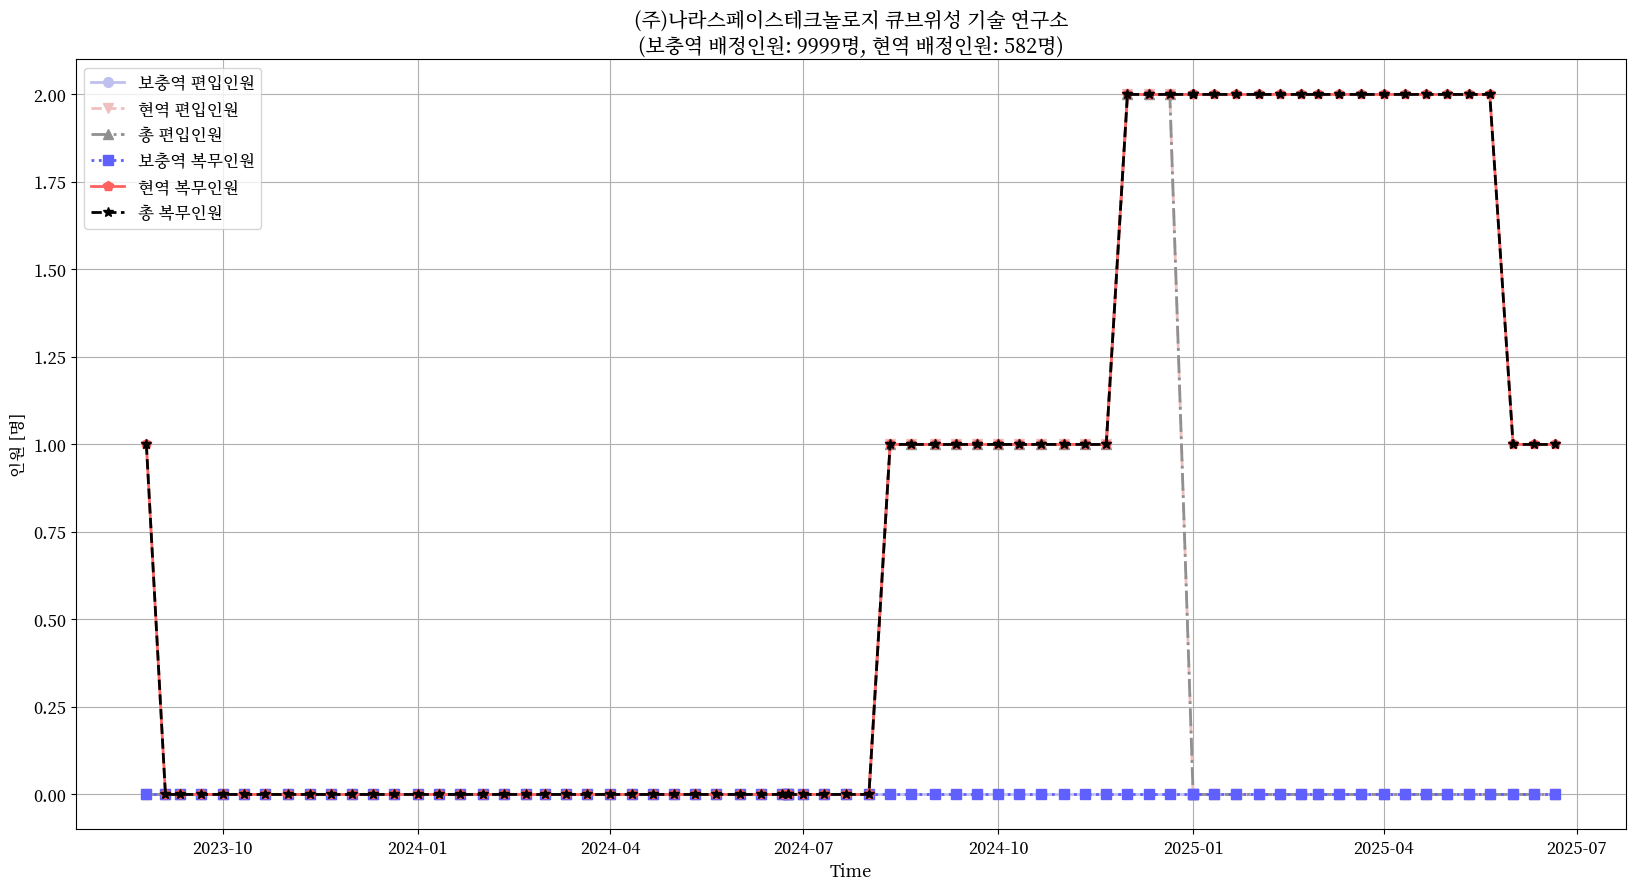 (주)나라스페이스테크놀로지 큐브위성 기술 연구소
(보충역 배정인원: 9999명, 현역 배정인원: 582명)
보충역 편입인원
현역 편입인원
총 편입인원
보충역 복무인원
현역 복무인원
총 복무인원
인원 [명]
2.00
1.75
1.50
1.25
1.00
0.75
0.50
0.25
0.00
2023-10 2024-01 2024-04 2024-07 2024-10 2025-01 2025-04 2025-07
Time